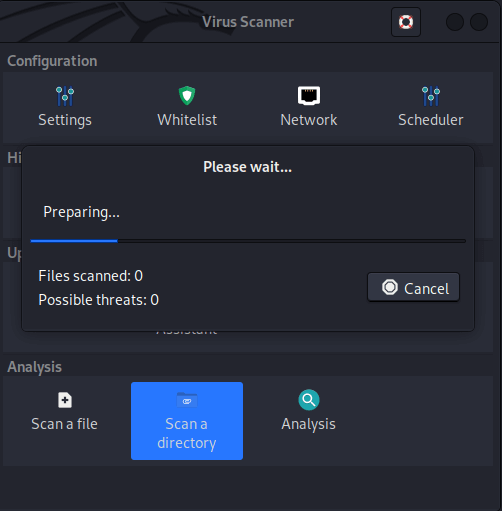 Virus Scanner
Configuration
Settings
Whitelist
Network
Scheduler
Hi
Please wait...
Preparing...
Files scanned: 0
Possible threats: 0
Cancel
Up
Assistant
Analysis
Scan a file
Scan a
directory
Analysis